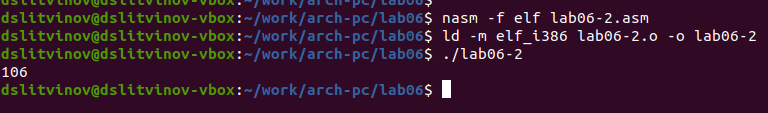 dslitvinov@dslitvinov-vbox:~/work/arch-pc/lab06$ nasm -f elf lab06-2.asm
dslitvinov@dslitvinov-vbox:~/work/arch-pc/lab06$ ld -m elf_i386 lab06-2.o -o lab06-2
dslitvinov@dslitvinov-vbox:~/work/arch-pc/lab06$ ./lab06-2
106
dslitvinov@dslitvinov-vbox:~/work/arch-pc/lab06$